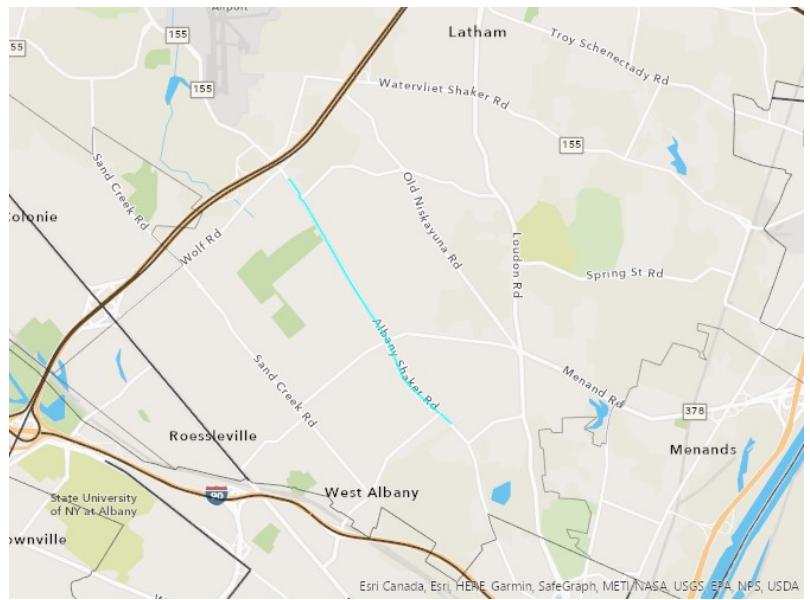 Airport
155
Latham
Troy Schenectady Rd
155
Watervliet Shaker Rd
155
Sand Creek Rd
Old Niskayuna Rd
Colonie
Wolf Rd
Loudon Rd
Spring St Rd
Albany Shaker Rd
Sand Creek Rd
Menand Rd
378
Roessleville
Menands
90
West Albany
State University
of NY at Albany
ownville
Esri Canada, Esri, HERE, Garmin, SafeGraph, METI/NASA, USGS, EPA, NPS, USDA